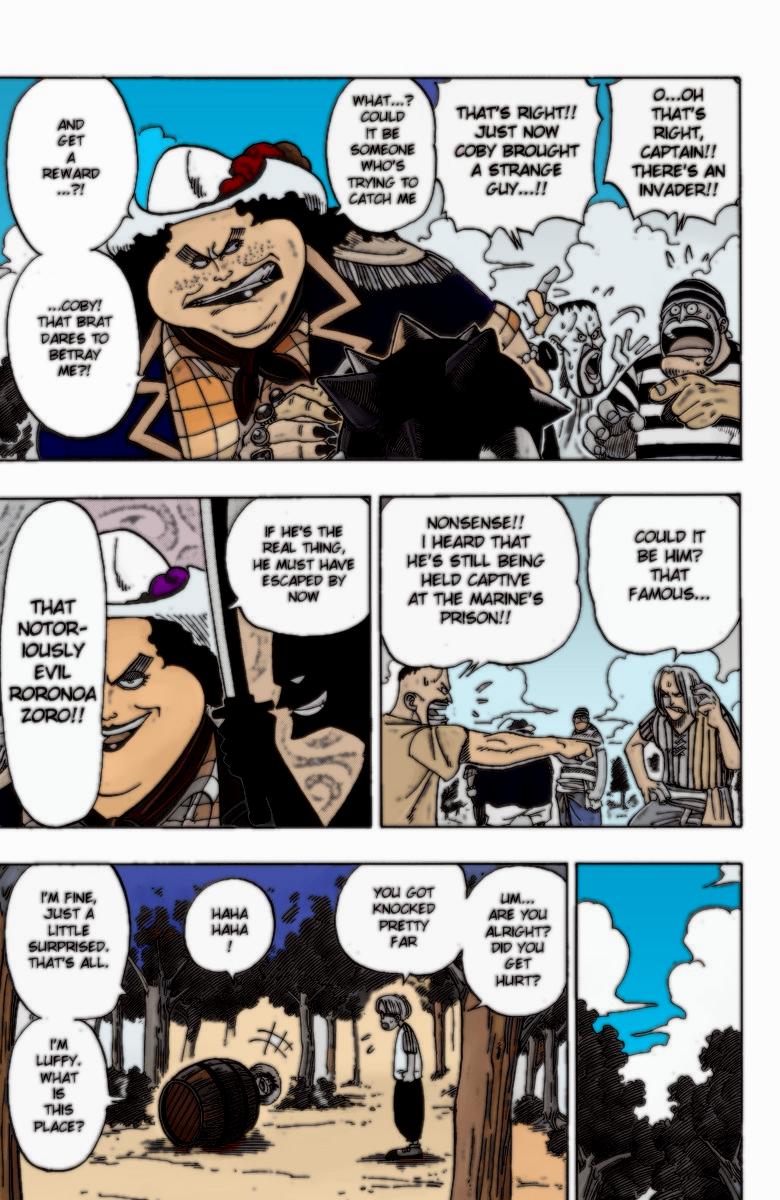 O...OH
THAT'S
RIGHT,
CAPTAIN!!
THERE'S AN
INVADER!!
THAT'S RIGHT!!
JUST NOW
COBY BROUGHT
A STRANGE
GUY...!!
WHAT...?
COULD
IT BE
SOMEONE
WHO'S
TRYING TO
CATCH ME
AND
GET
A
REWARD
...?!
...COBY!
THAT BRAT
DARES TO
BETRAY
ME?!
COULD IT
BE HIM?
THAT
FAMOUS...
NONSENSE!!
I HEARD THAT
HE'S STILL BEING
HELD CAPTIVE
AT THE MARINE'S
PRISON!!
IF HE'S THE
REAL THING,
HE MUST HAVE
ESCAPED BY
NOW
THAT
NOTOR-
IOUSLY
EVIL
RORONOA
ZORO!!
UM...
ARE YOU
ALRIGHT?
DID YOU
GET
HURT?
YOU GOT
KNOCKED
PRETTY
FAR
HAHA
HAHA
!
I'M FINE,
JUST A
LITTLE
SURPRISED.
THAT'S ALL.
I'M
LUFFY.
WHAT
IS
THIS
PLACE?